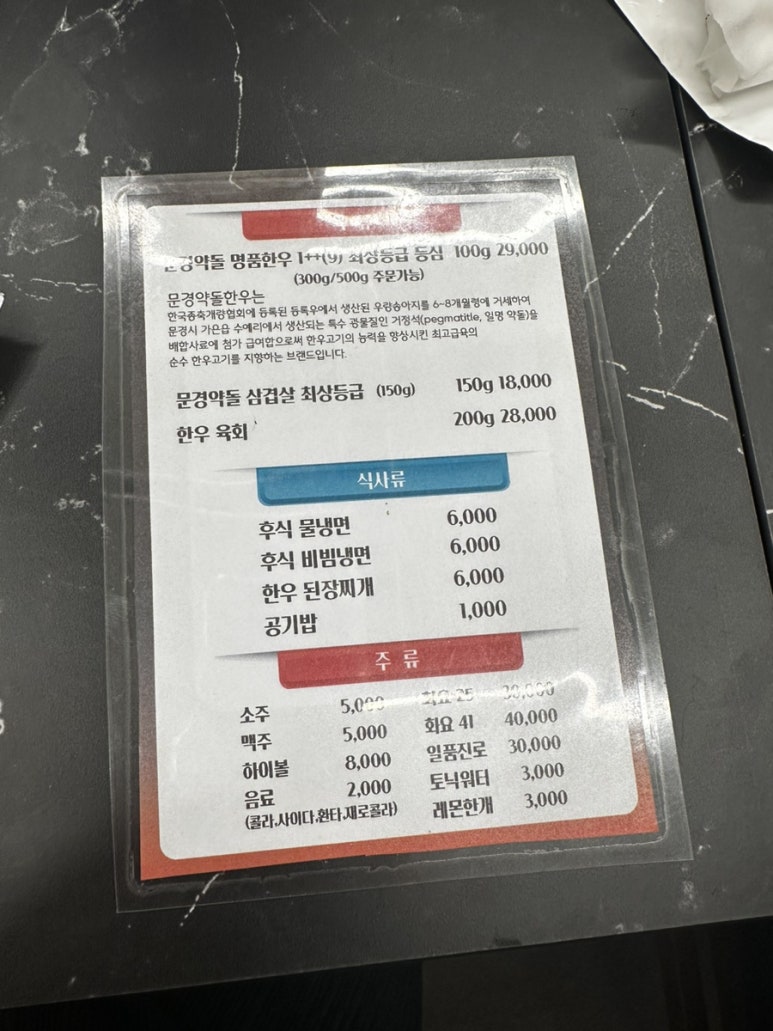 문경약돌 명품한우 1++(9) 최상등급 등심 100g 29,000
(300g/500g 주문가능)
문경약돌한우는
한국종축개량협회에 등록된 등록우에서 생산된 우량송아지를 6~8개월령에 거세하여
문경시 가은읍 수예리에서 생산되는 특수 광물질인 거정석(pegmatitle, 일명 약돌)을
배합사료에 첨가 급여함으로써 한우고기의 능력을 향상시킨 최고급육의
순수 한우고기를 지향하는 브랜드입니다.
문경약돌 삼겹살 최상등급 (150g) 150g 18,000
한우 육회 200g 28,000
식사류
후식 물냉면 6,000
후식 비빔냉면 6,000
한우 된장찌개 6,000
공기밥 1,000
주 류
소주 5,000 화요 25 30,000
맥주 5,000 화요 41 40,000
하이볼 8,000 일품진로 30,000
음료 2,000 토닉워터 3,000
(콜라,사이다,환타,제로콜라) 레몬한개 3,000